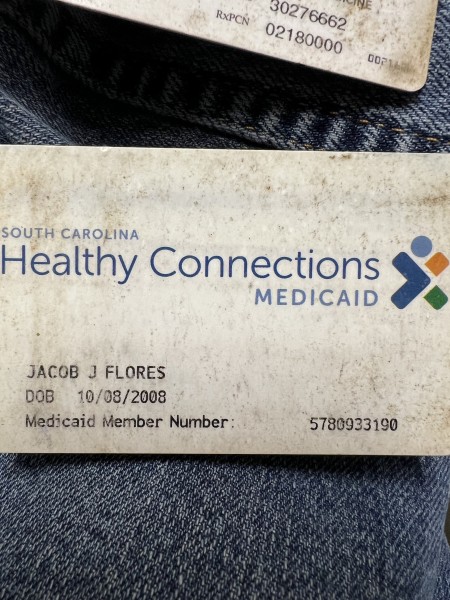 30276662
RxPCN
02180000
SOUTH CAROLINA
Healthy Connections
MEDICAID
JACOB J FLORES
DOB 10/08/2008
Medicaid Member Number: 5780933190